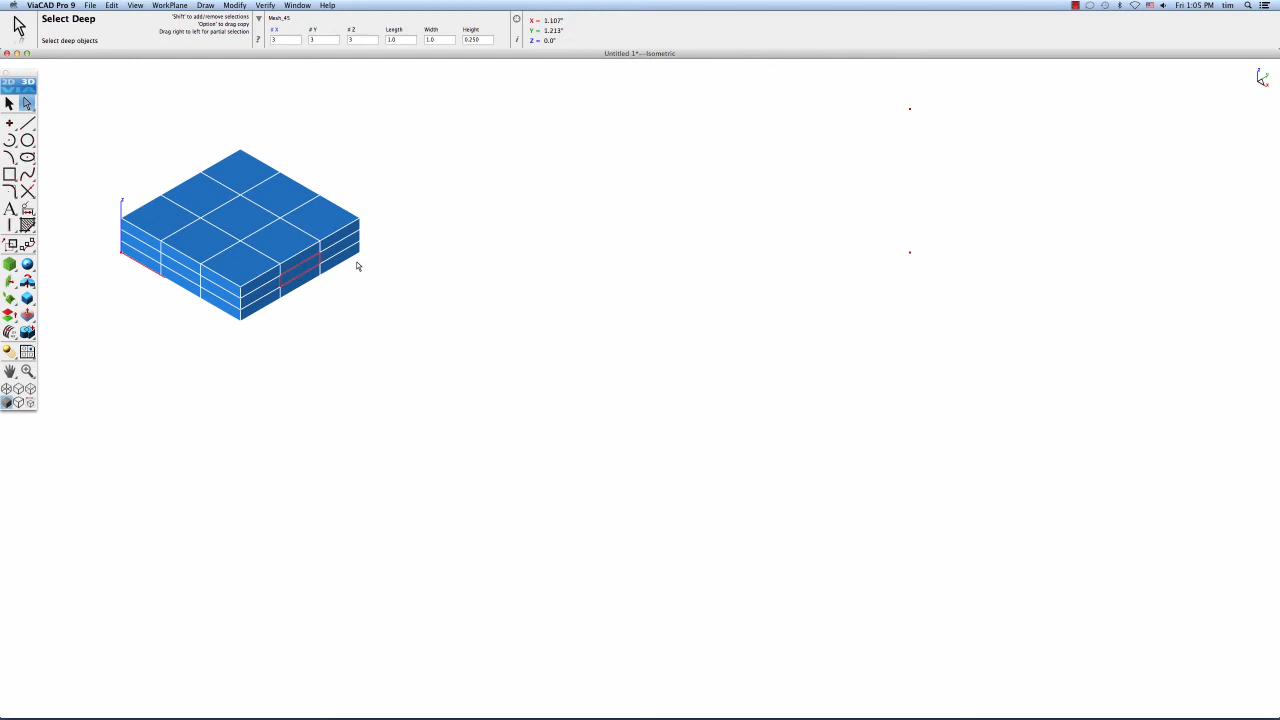 ViaCAD Pro 9 File Edit View WorkPlane Draw Modify Verify Window Help Fri 1:05 PM tim
Select Deep
Select deep objects
'Shift' to add/remove selections
'Option' to drag copy
Drag right to left for partial selection
?
Mesh_45
# X # Y # Z Length Width Height
3 3 3 1.0 1.0 0.250
i
X = 1.107"
Y = 1.213"
Z = 0.0"
Untitled 1*---Isometric
2D 3D
VIA
A
z
z
y
x